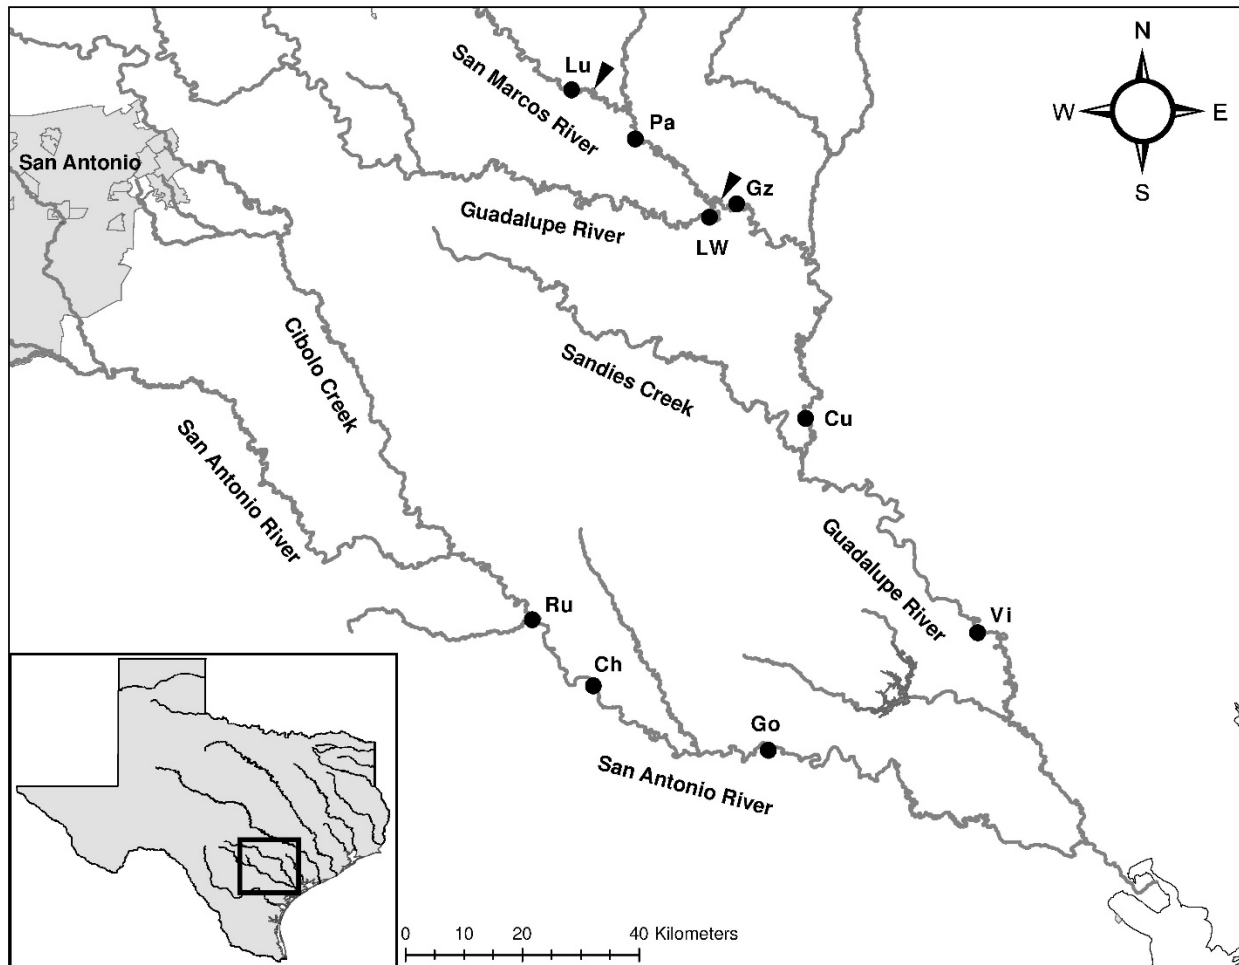 N
W
E
S
San Marcos River
Lu
Pa
San Antonio
Gz
Guadalupe River
LW
Cibolo Creek
Sandies Creek
Cu
San Antonio River
Guadalupe River
Ru
Vi
Ch
Go
San Antonio River
0 10 20 40 Kilometers